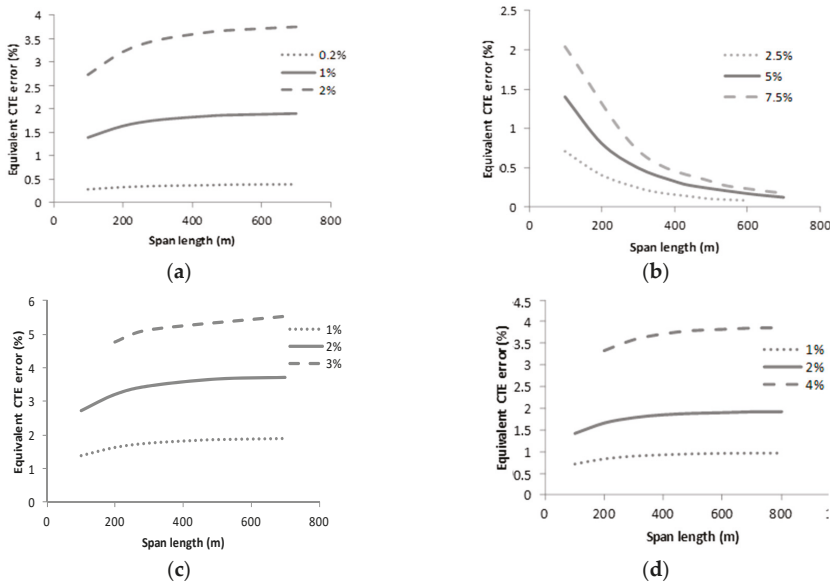 4
3.5
3
2.5
2
1.5
1
0.5
0
0 200 400 600 800
Equivalent CTE error (%)
Span length (m)
0.2%
1%
2%
(a)
2.5
2
1.5
1
0.5
0
0 200 400 600 800
Equivalent CTE error (%)
Span length (m)
2.5%
5%
7.5%
(b)
6
5
4
3
2
1
0
0 200 400 600 800
Equivalent CTE error (%)
Span length (m)
1%
2%
3%
(c)
4.5
4
3.5
3
2.5
2
1.5
1
0.5
0
0 200 400 600 800
Equivalent CTE error (%)
Span length (m)
1%
2%
4%
(d)